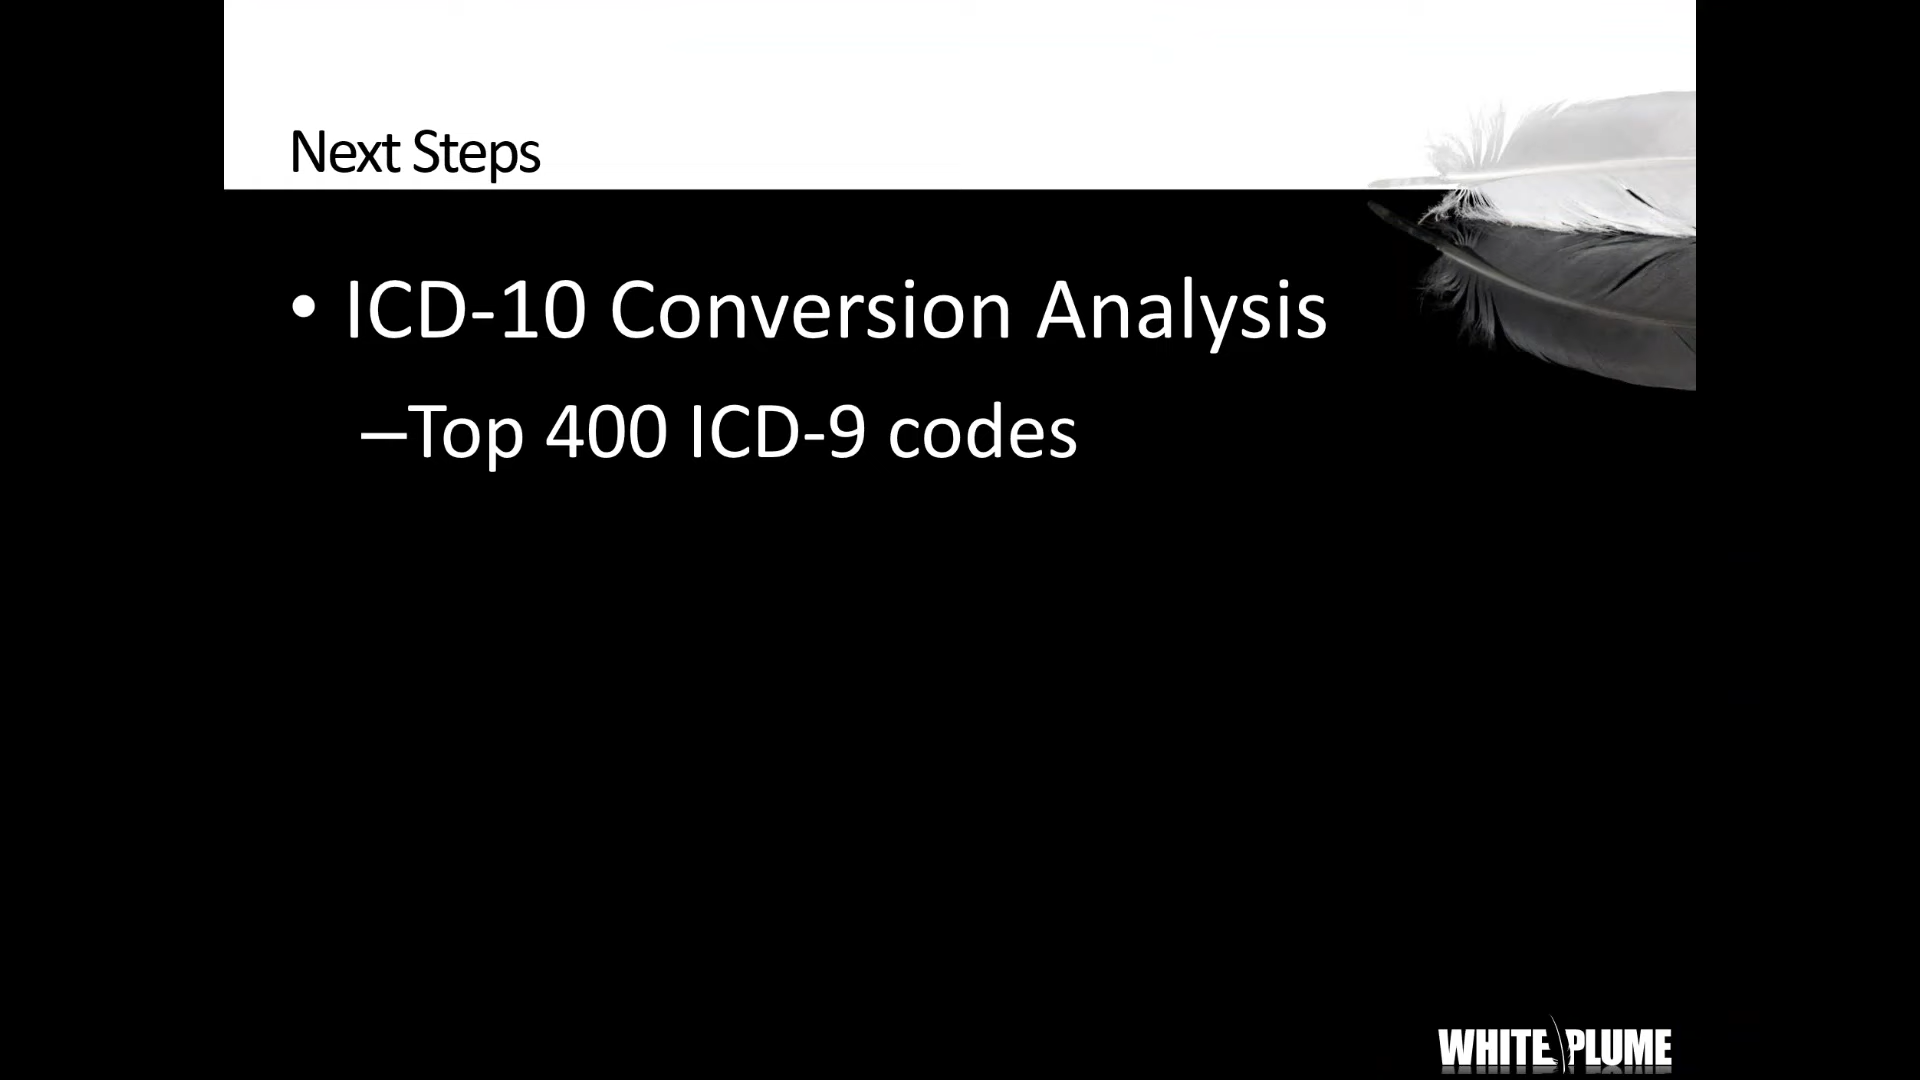 Next Steps
• ICD-10 Conversion Analysis
–Top 400 ICD-9 codes
WHITE PLUME